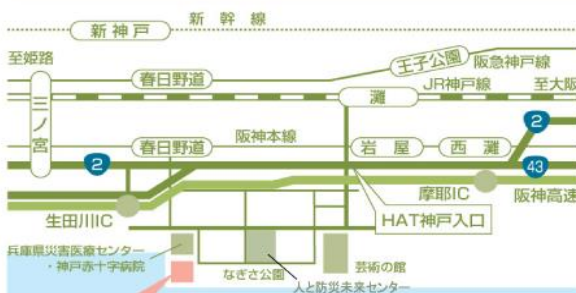 新幹線
新神戸
至姫路
王子公園
阪急神戸線
春日野道
JR神戸線
至大阪
三ノ宮
灘
2
阪神本線
春日野道
岩屋
西灘
2
43
摩耶IC
阪神高速
生田川IC
HAT神戸入口
兵庫県災害医療センター
・神戸赤十字病院
なぎさ公園
芸術の館
人と防災未来センター